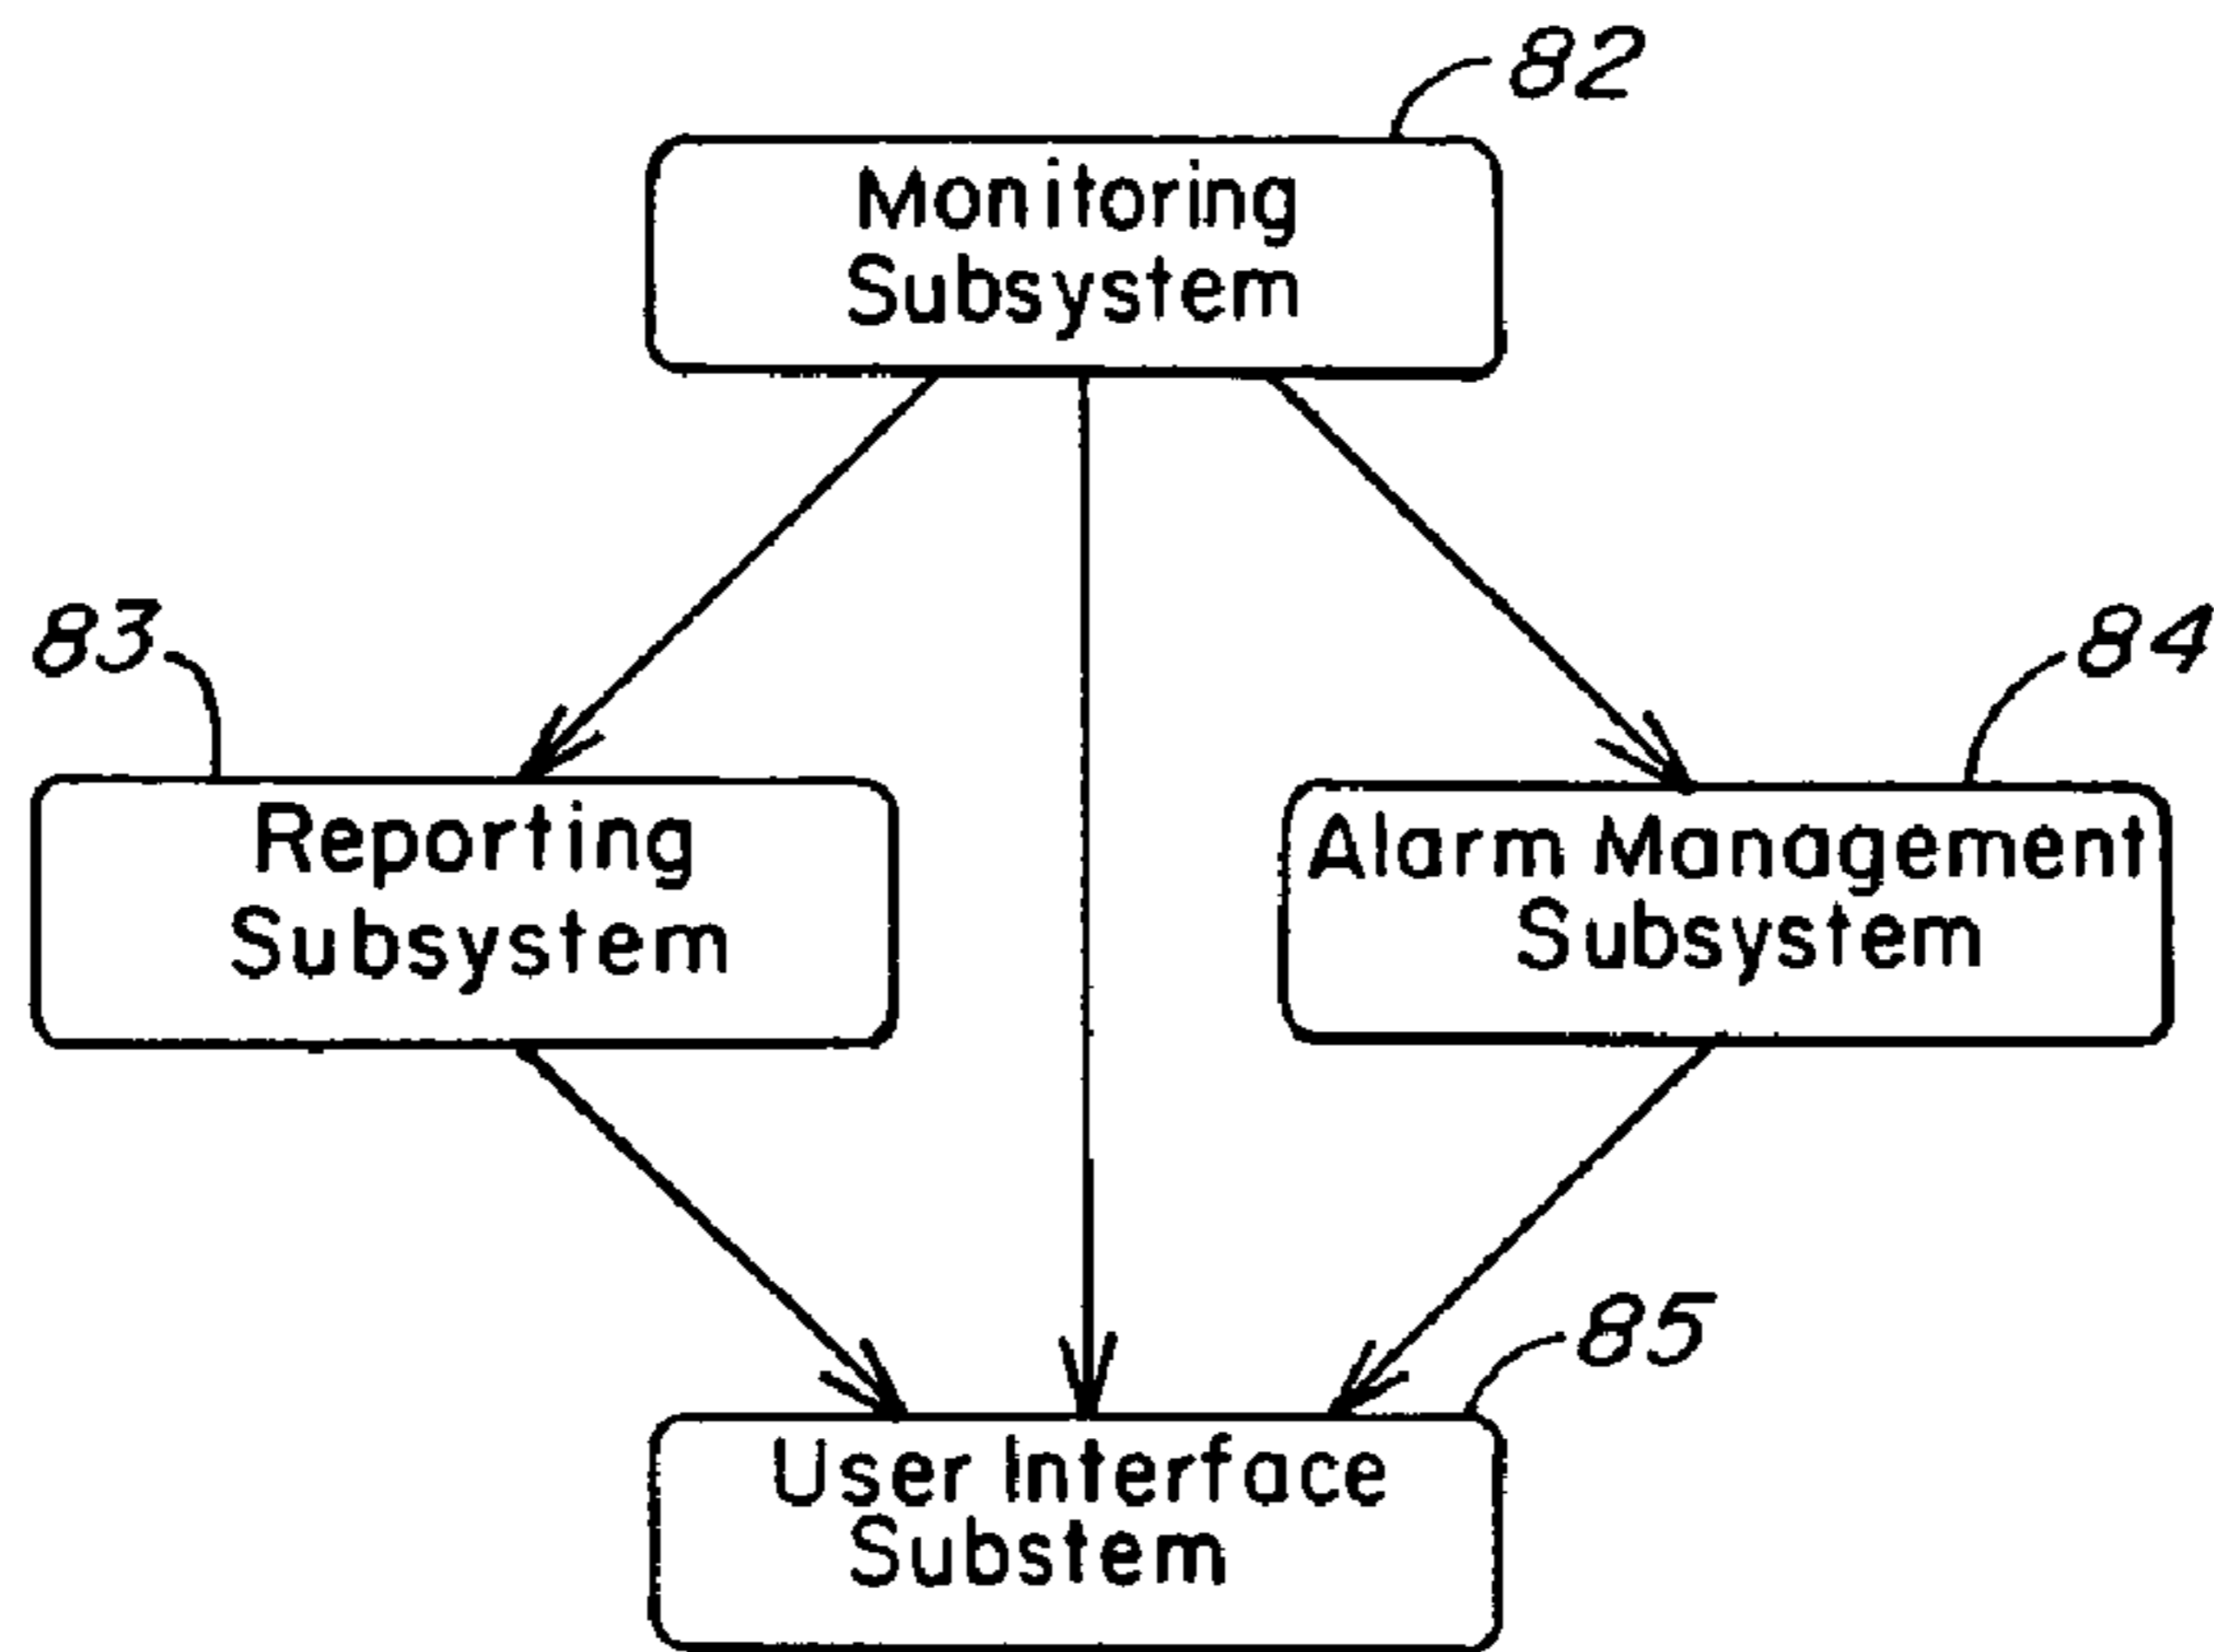 82
Monitoring
Subsystem
83
84
Reporting
Subsystem
Alarm Management
Subsystem
85
User Interface
Substem